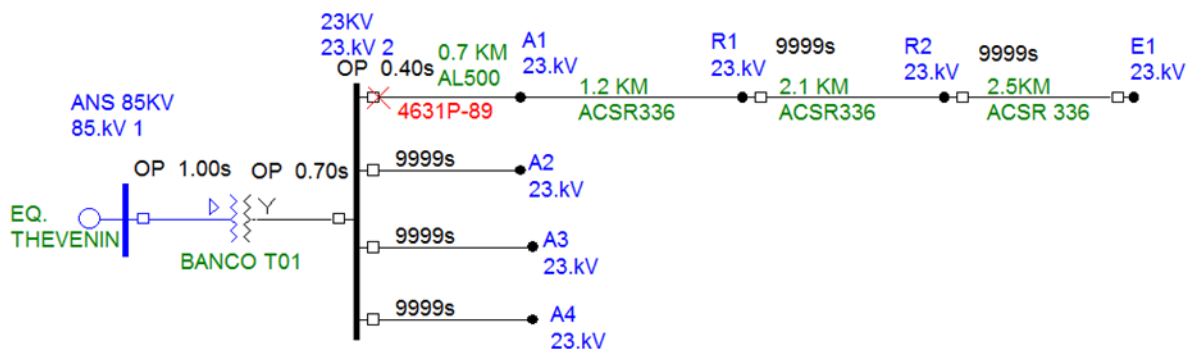 23KV
23.kV 2
OP 0.40s
0.7 KM
AL500
4631P-89
A1
23.kV
1.2 KM
ACSR336
R1
23.kV
9999s
2.1 KM
ACSR336
R2
23.kV
9999s
2.5KM
ACSR 336
E1
23.kV
ANS 85KV
85.kV 1
OP 1.00s
OP 0.70s
EQ.
THEVENIN
Y
BANCO T01
9999s
A2
23.kV
9999s
A3
23.kV
9999s
A4
23.kV